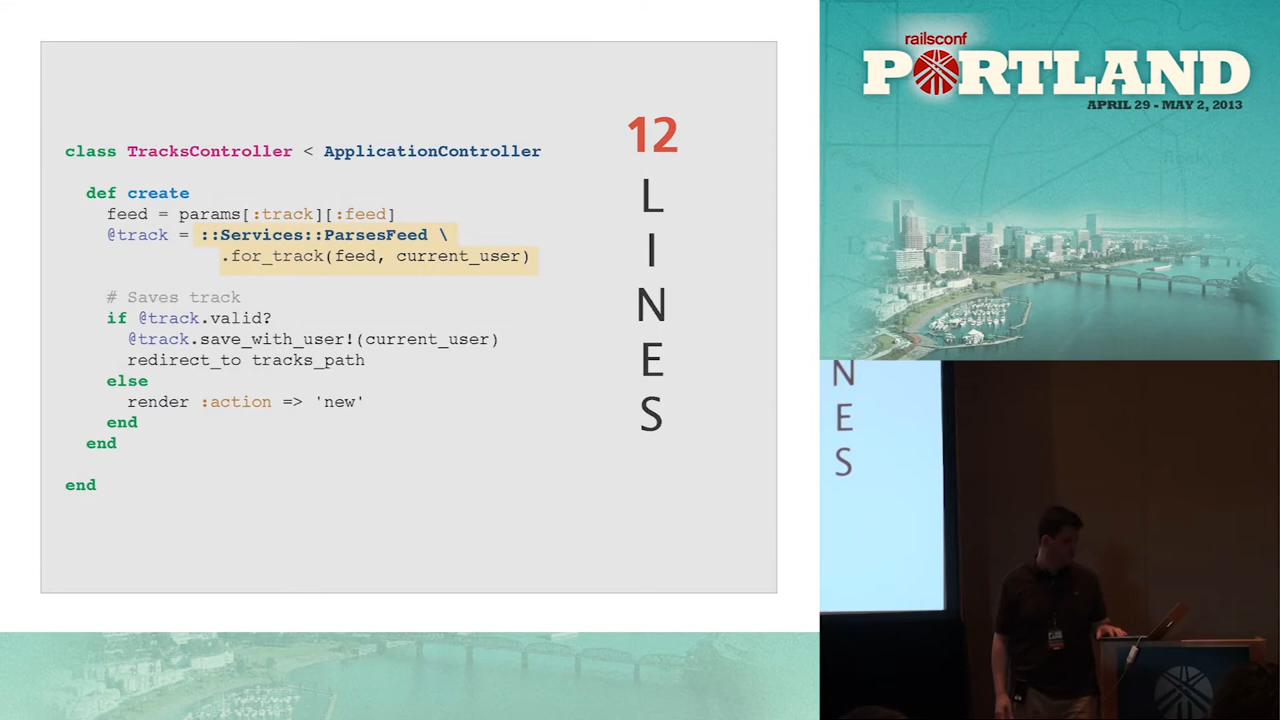 class TracksController < ApplicationController
def create
feed = params[:track][:feed]
@track = ::Services::ParsesFeed \
.for_track(feed, current_user)
# Saves track
if @track.valid?
@track.save_with_user!(current_user)
redirect_to tracks_path
else
render :action => 'new'
end
end
end
12
L
I
N
E
S
railsconf
PORTLAND
APRIL 29 - MAY 2, 2013
N
E
S